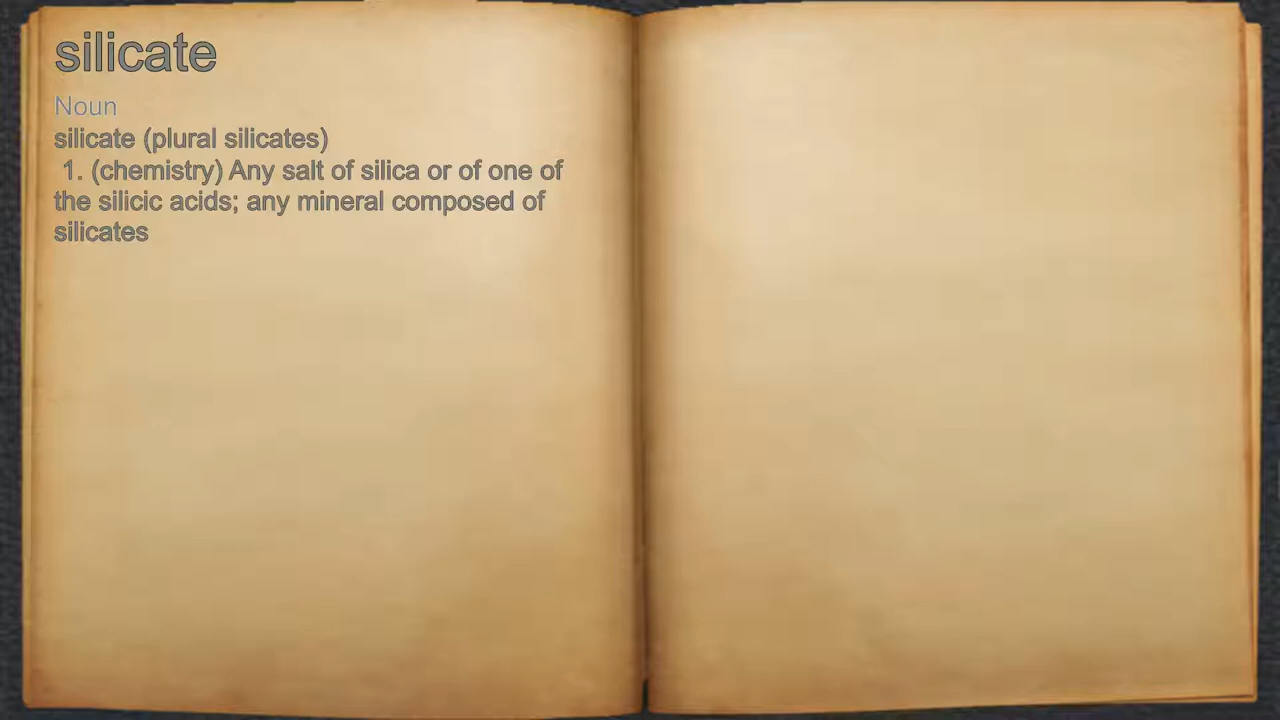 silicate
Noun
silicate (plural silicates)
1. (chemistry) Any salt of silica or of one of
the silicic acids; any mineral composed of
silicates